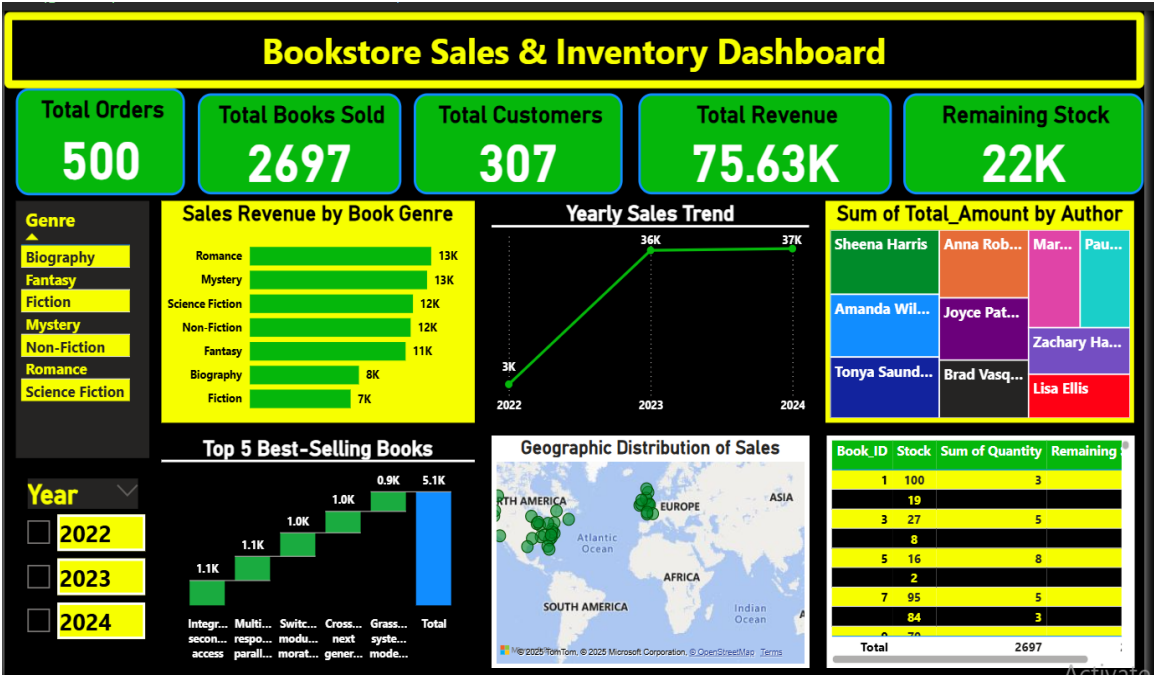 Bookstore Sales & Inventory Dashboard
Total Orders
500
Total Books Sold
2697
Total Customers
307
Total Revenue
75.63K
Remaining Stock
22K
Genre
Biography
Fantasy
Fiction
Mystery
Non-Fiction
Romance
Science Fiction
Year
2022
2023
2024
Sales Revenue by Book Genre
Romance 13K
Mystery 13K
Science Fiction 12K
Non-Fiction 12K
Fantasy 11K
Biography 8K
Fiction 7K
Yearly Sales Trend
3K 36K 37K
2022 2023 2024
Sum of Total_Amount by Author
Sheena Harris
Amanda Wil...
Tonya Saund...
Anna Rob...
Joyce Pat...
Brad Vasq...
Mar...
Pau...
Zachary Ha...
Lisa Ellis
Top 5 Best-Selling Books
1.1K 1.1K 1.0K 1.0K 0.9K 5.1K
Integr... Multi... Switc... Cross... Grass... Total
secon... respo... modu... next syste...
access parall... morat... gener... mode...
Geographic Distribution of Sales
RTH AMERICA
EUROPE
ASIA
Atlantic
Ocean
AFRICA
SOUTH AMERICA
Indian
Ocean
© 2025 TomTom, © 2025 Microsoft Corporation, © OpenStreetMap Terms
Book_ID Stock Sum of Quantity Remaining
1 100 3
19
3 27 5
8
5 16 8
2
7 95 5
84 3
Total 2697
Activate